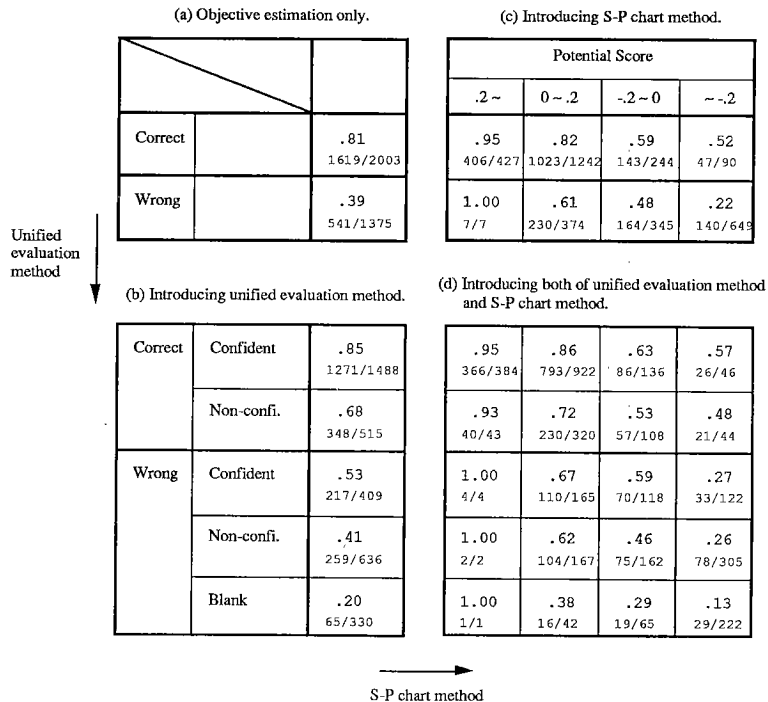 (a) Objective estimation only.
Correct .81
1619/2003
Wrong .39
541/1375
(c) Introducing S-P chart method.
Potential Score
.2~ 0~.2 -.2~0 ~-.2
.95 .82 .59 .52
406/427 1023/1242 143/244 47/90
1.00 .61 .48 .22
7/7 230/374 164/345 140/649
Unified
evaluation
method
(b) Introducing unified evaluation method.
Correct Confident .85
1271/1488
Non-confi. .68
348/515
Wrong Confident .53
217/409
Non-confi. .41
259/636
Blank .20
65/330
(d) Introducing both of unified evaluation method
and S-P chart method.
.95 .86 .63 .57
366/384 793/922 86/136 26/46
.93 .72 .53 .48
40/43 230/320 57/108 21/44
1.00 .67 .59 .27
4/4 110/165 70/118 33/122
1.00 .62 .46 .26
2/2 104/167 75/162 78/305
1.00 .38 .29 .13
1/1 16/42 19/65 29/222
S-P chart method